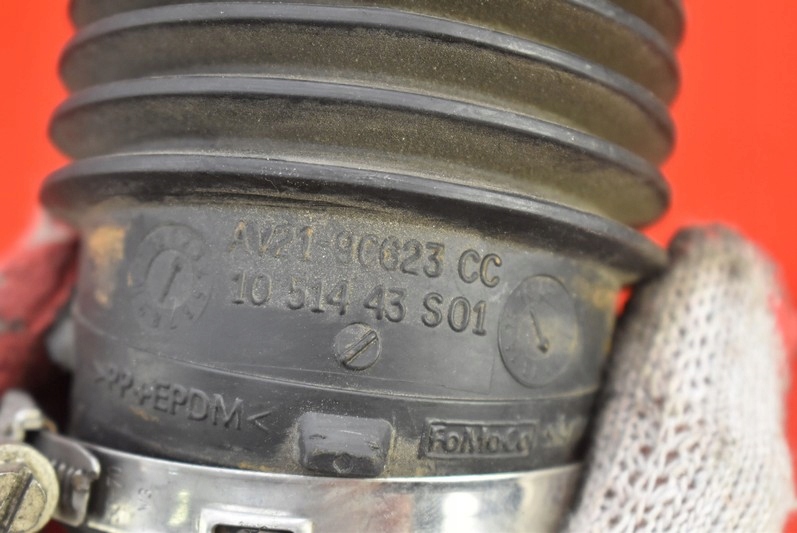 AV21-9C623 CC
10 514 43 S01
>PP+EPDM<
FoMoCo